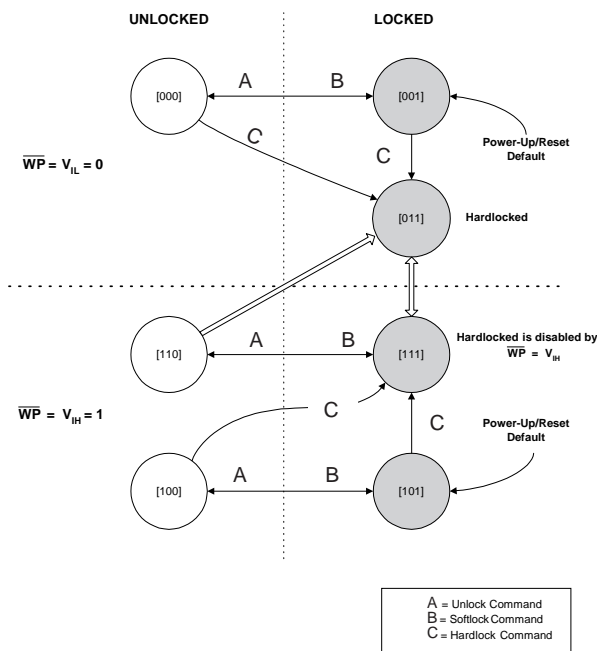 UNLOCKED LOCKED
[000] A B [001]
C C
Power-Up/Reset
Default
WP = VIL = 0
[011] Hardlocked
[110] A B [111]
Hardlocked is disabled by
WP = VIH
WP = VIH = 1
C C
Power-Up/Reset
Default
[100] A B [101]
A = Unlock Command
B = Softlock Command
C = Hardlock Command